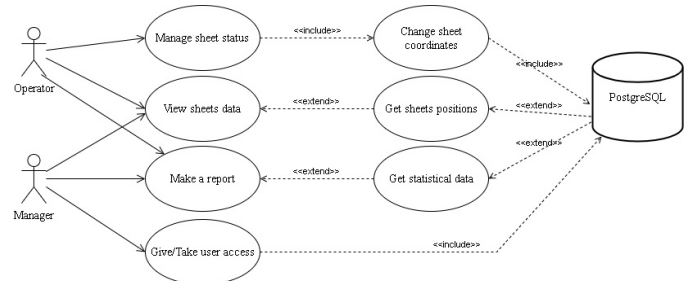 Manage sheet status
<<include>>
Change sheet
coordinates
Operator
<<include>>
View sheets data
<<extend>>
Get sheets positions
<<extend>>
PostgreSQL
<<extend>>
Make a report
<<extend>>
Get statistical data
Manager
Give/Take user access
<<include>>